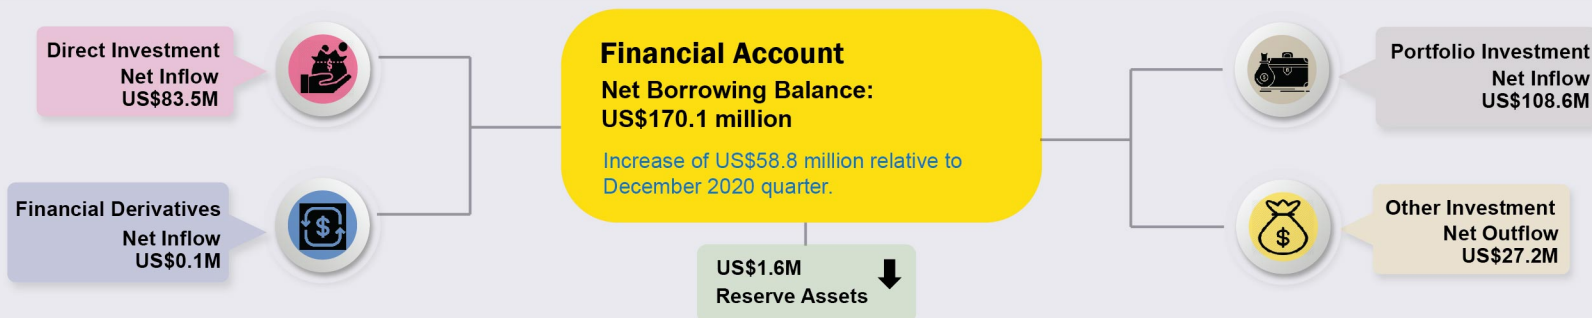 Direct Investment
Net Inflow
US$83.5M
Financial Derivatives
Net Inflow
US$0.1M
Financial Account
Net Borrowing Balance:
US$170.1 million
Increase of US$58.8 million relative to
December 2020 quarter.
US$1.6M
Reserve Assets
Portfolio Investment
Net Inflow
US$108.6M
Other Investment
Net Outflow
US$27.2M